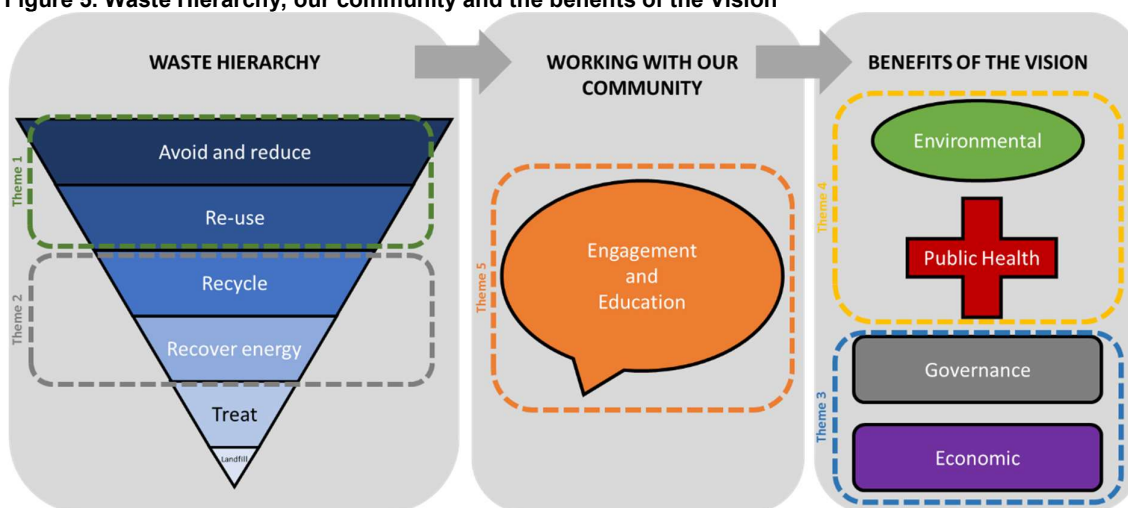 Figure 3. Waste Hierarchy, our community and the benefits of the Vision
WASTE HIERARCHY
Theme 1
Avoid and reduce
Re-use
Theme 2
Recycle
Recover energy
Treat
Landfill
WORKING WITH OUR
COMMUNITY
Theme 5
Engagement
and
Education
BENEFITS OF THE VISION
Theme 4
Environmental
Public Health
Theme 3
Governance
Economic